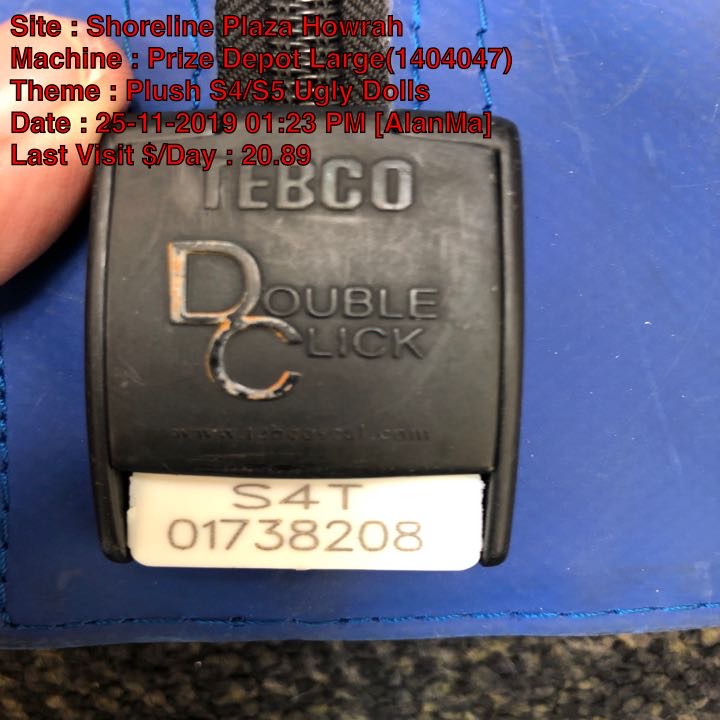 Site : Shoreline Plaza Howrah
Machine : Prize Depot Large(1404047)
Theme : Plush S4/S5 Ugly Dolls
Date : 25-11-2019 01:23 PM [AlanMa]
Last Visit $/Day : 20.89
DOUBLE
CLICK
S4T
01738208